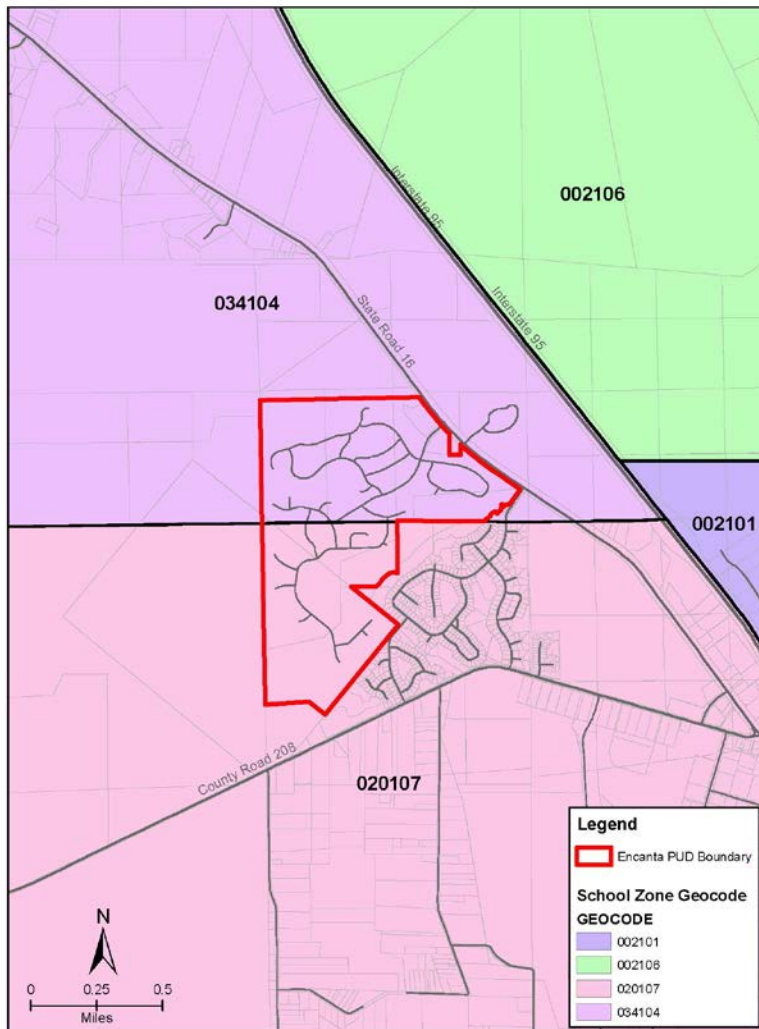 Interstate 95
002106
Interstate 95
034104
State Road 16
002101
County Road 208
020107
Legend
Encanta PUD Boundary
School Zone Geocode
GEOCODE
002101
002106
020107
034104
N
0 0.25 0.5
Miles